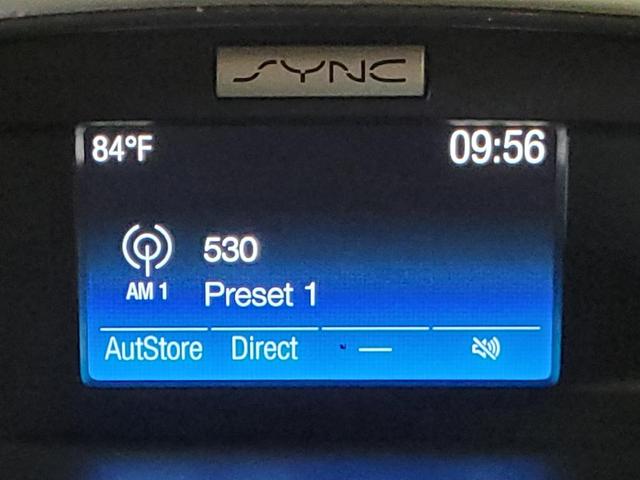 SYNC
84°F 09:56
530
AM 1 Preset 1
AutStore Direct —